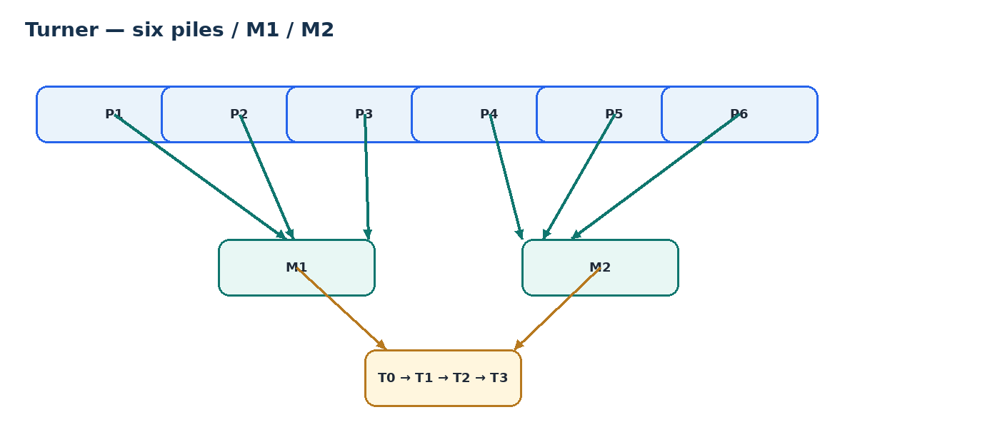 Turner — six piles / M1 / M2
P1 P2 P3 P4 P5 P6
M1 M2
T0 → T1 → T2 → T3